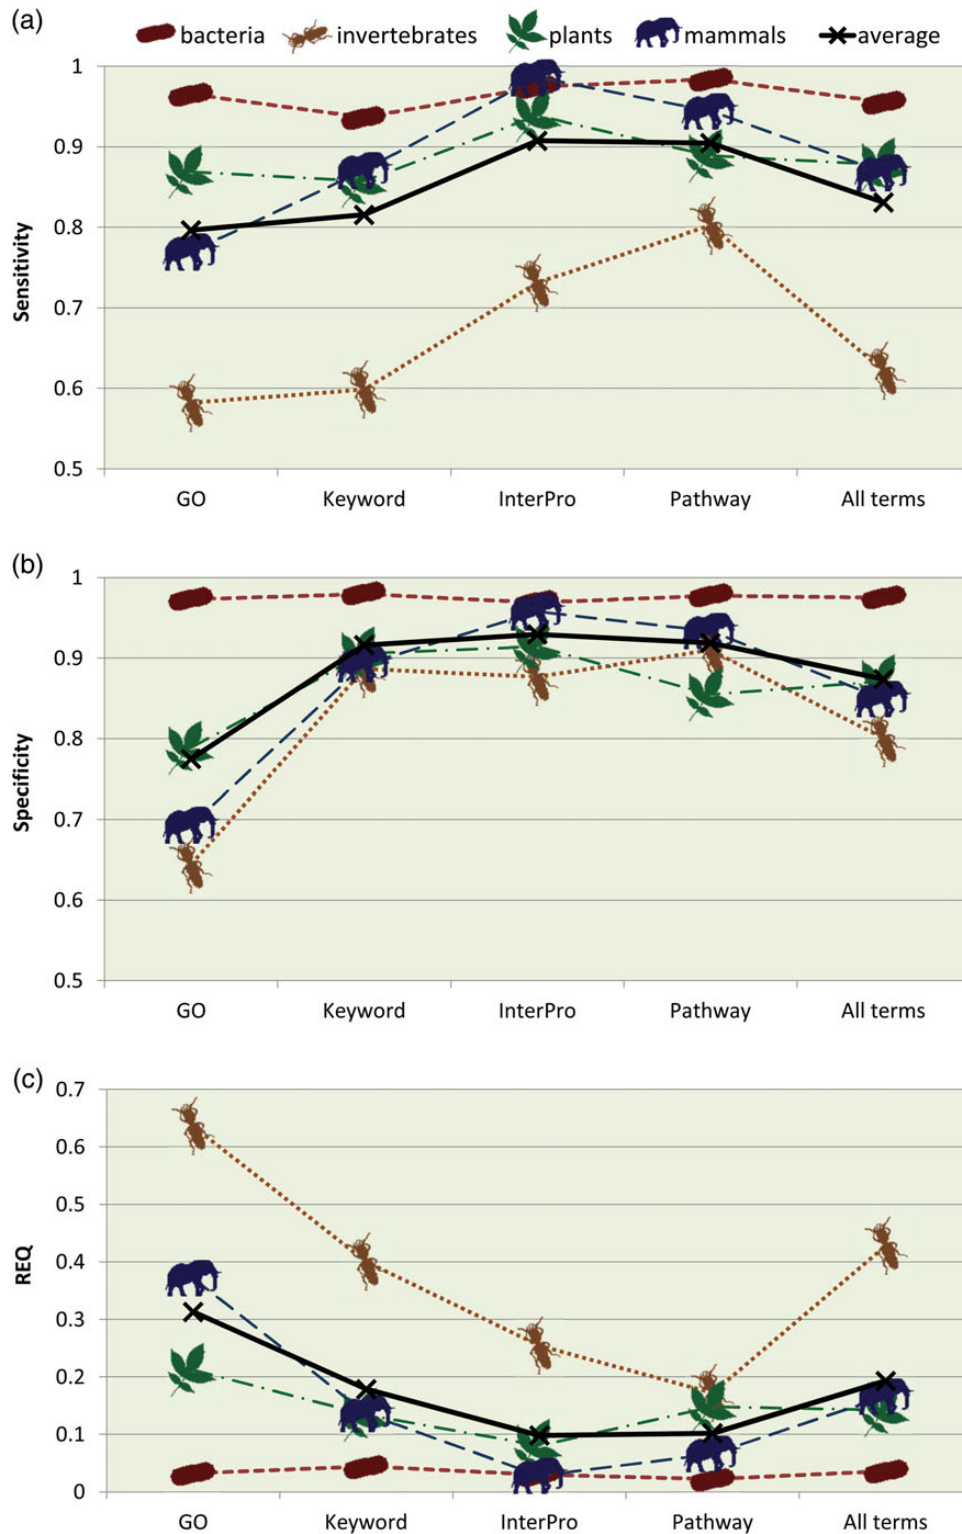 (a) bacteria invertebrates plants mammals average
1
0.9
0.8
0.7
0.6
0.5
Sensitivity
GO Keyword InterPro Pathway All terms
(b)
1
0.9
0.8
0.7
0.6
0.5
Specificity
GO Keyword InterPro Pathway All terms
(c)
0.7
0.6
0.5
0.4
0.3
0.2
0.1
0
REQ
GO Keyword InterPro Pathway All terms